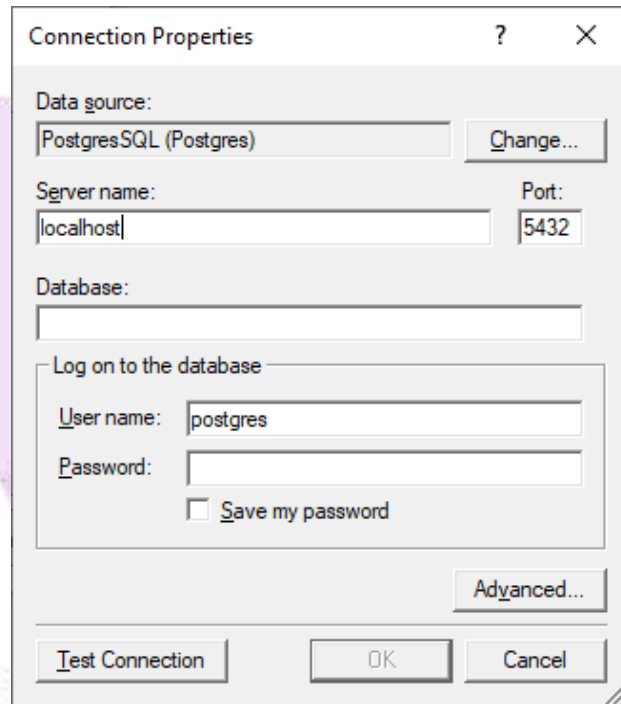 Connection Properties ? ×
Data source:
PostgresSQL (Postgres) Change...
Server name: Port:
localhost 5432
Database:
Log on to the database
User name: postgres
Password:
Save my password
Advanced...
Test Connection OK Cancel